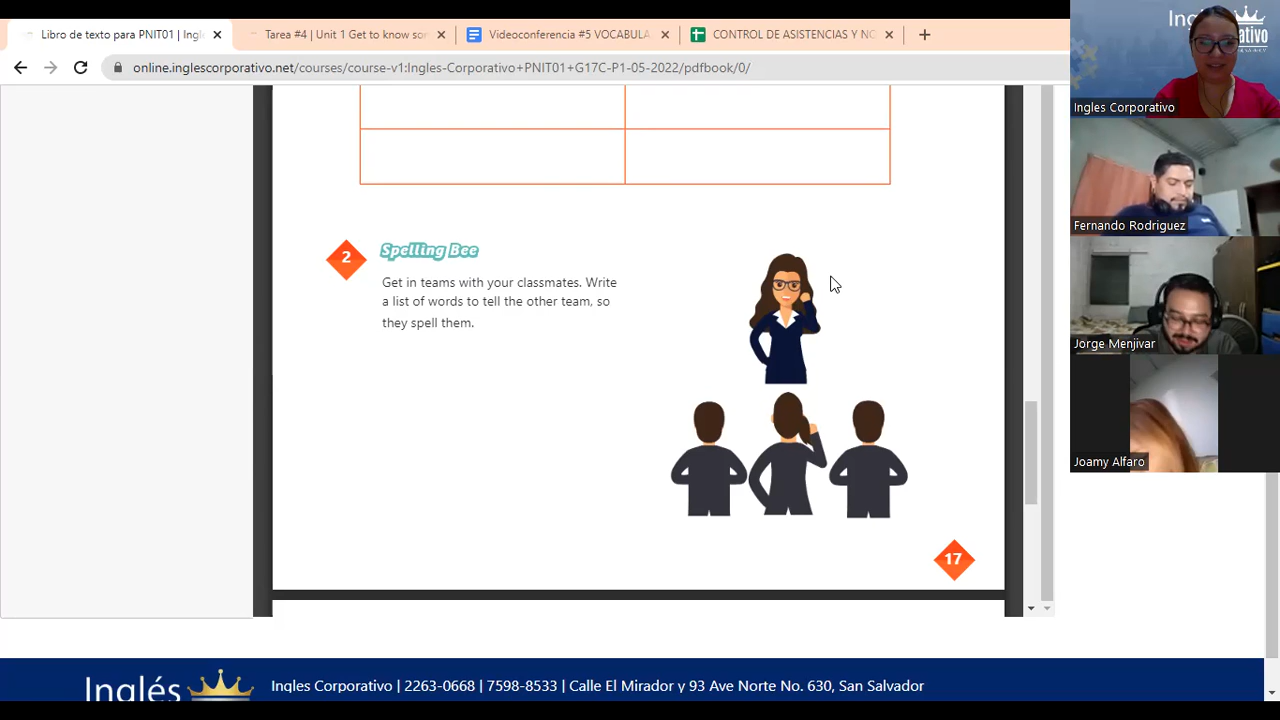 Libro de texto para PNIT01 | Ingl
Tarea #4 | Unit 1 Get to know so
Videoconferencia #5 VOCABULA
CONTROL DE ASISTENCIAS Y NO
online.inglescorporativo.net/courses/course-v1:Ingles-Corporativo+PNIT01+G17C-P1-05-2022/pdfbook/0/
Ingles Corporativo
Fernando Rodriguez
Jorge Menjivar
Joamy Alfaro
2
Spelling Bee
Get in teams with your classmates. Write
a list of words to tell the other team, so
they spell them.
17
Inglés
Ingles Corporativo | 2263-0668 | 7598-8533 | Calle El Mirador y 93 Ave Norte No. 630, San Salvador